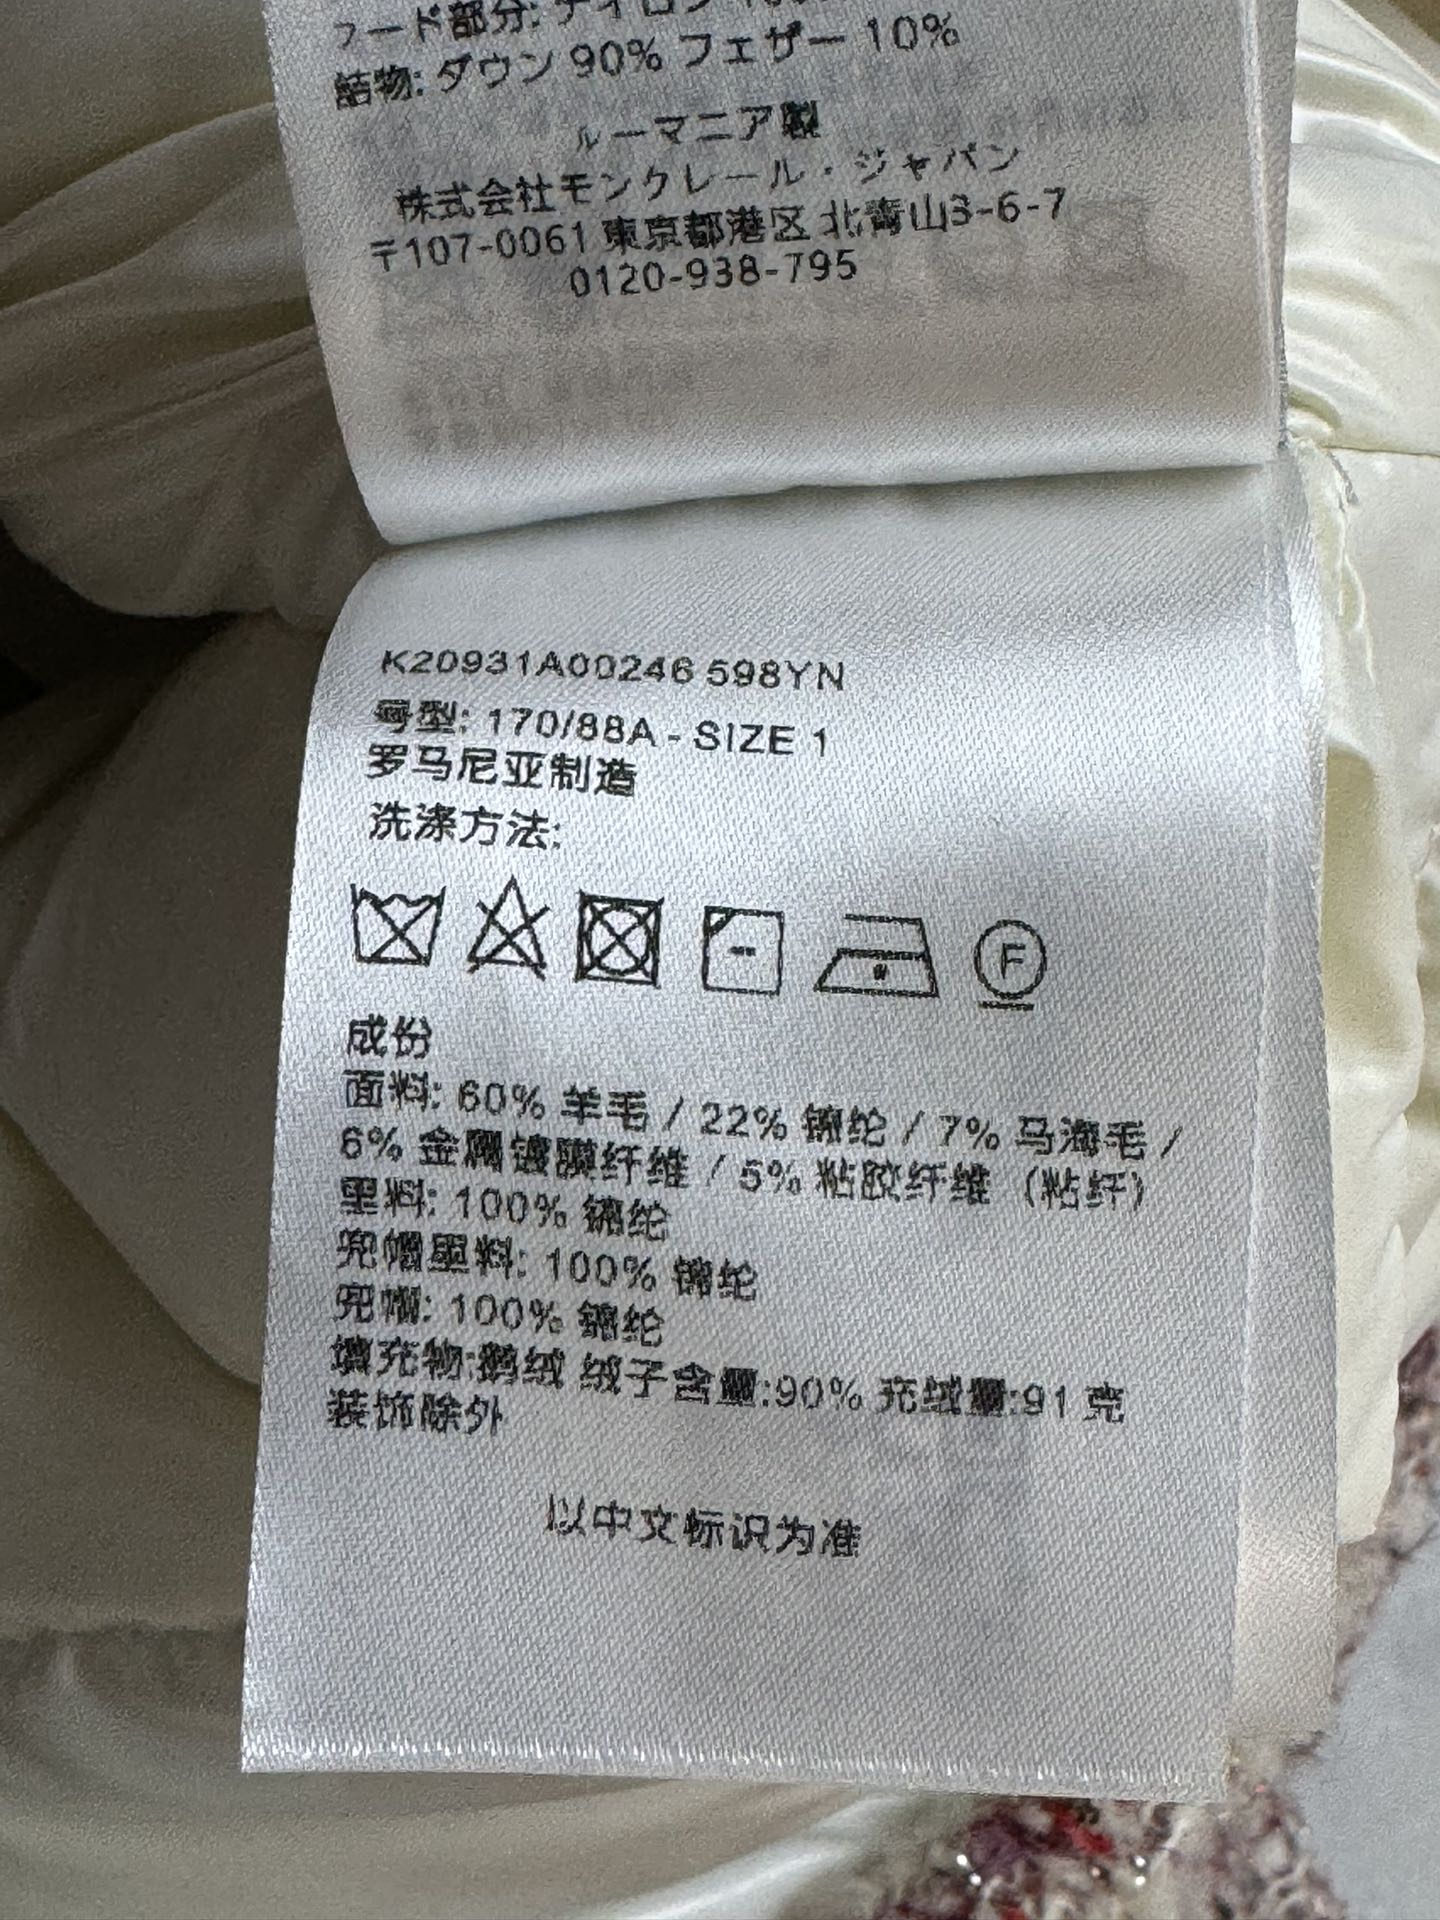 フード部分: ナイロン 100%
詰物: ダウン 90% フェザー 10%
ルーマニア製
株式会社モンクレール・ジャパン
〒107-0061 東京都港区 北青山3-6-7
0120-938-795
K20931A00246 598YN
号型: 170/88A - SIZE 1
罗马尼亚制造
洗涤方法:
F
成份
面料: 60% 羊毛 / 22% 锦纶 / 7% 马海毛 /
6% 金属镀膜纤维 / 5% 粘胶纤维 (粘纤)
里料: 100% 锦纶
兜帽里料: 100% 锦纶
兜帽: 100% 锦纶
填充物:鹅绒 绒子含量:90% 充绒量:91 克
装饰除外
以中文标识为准